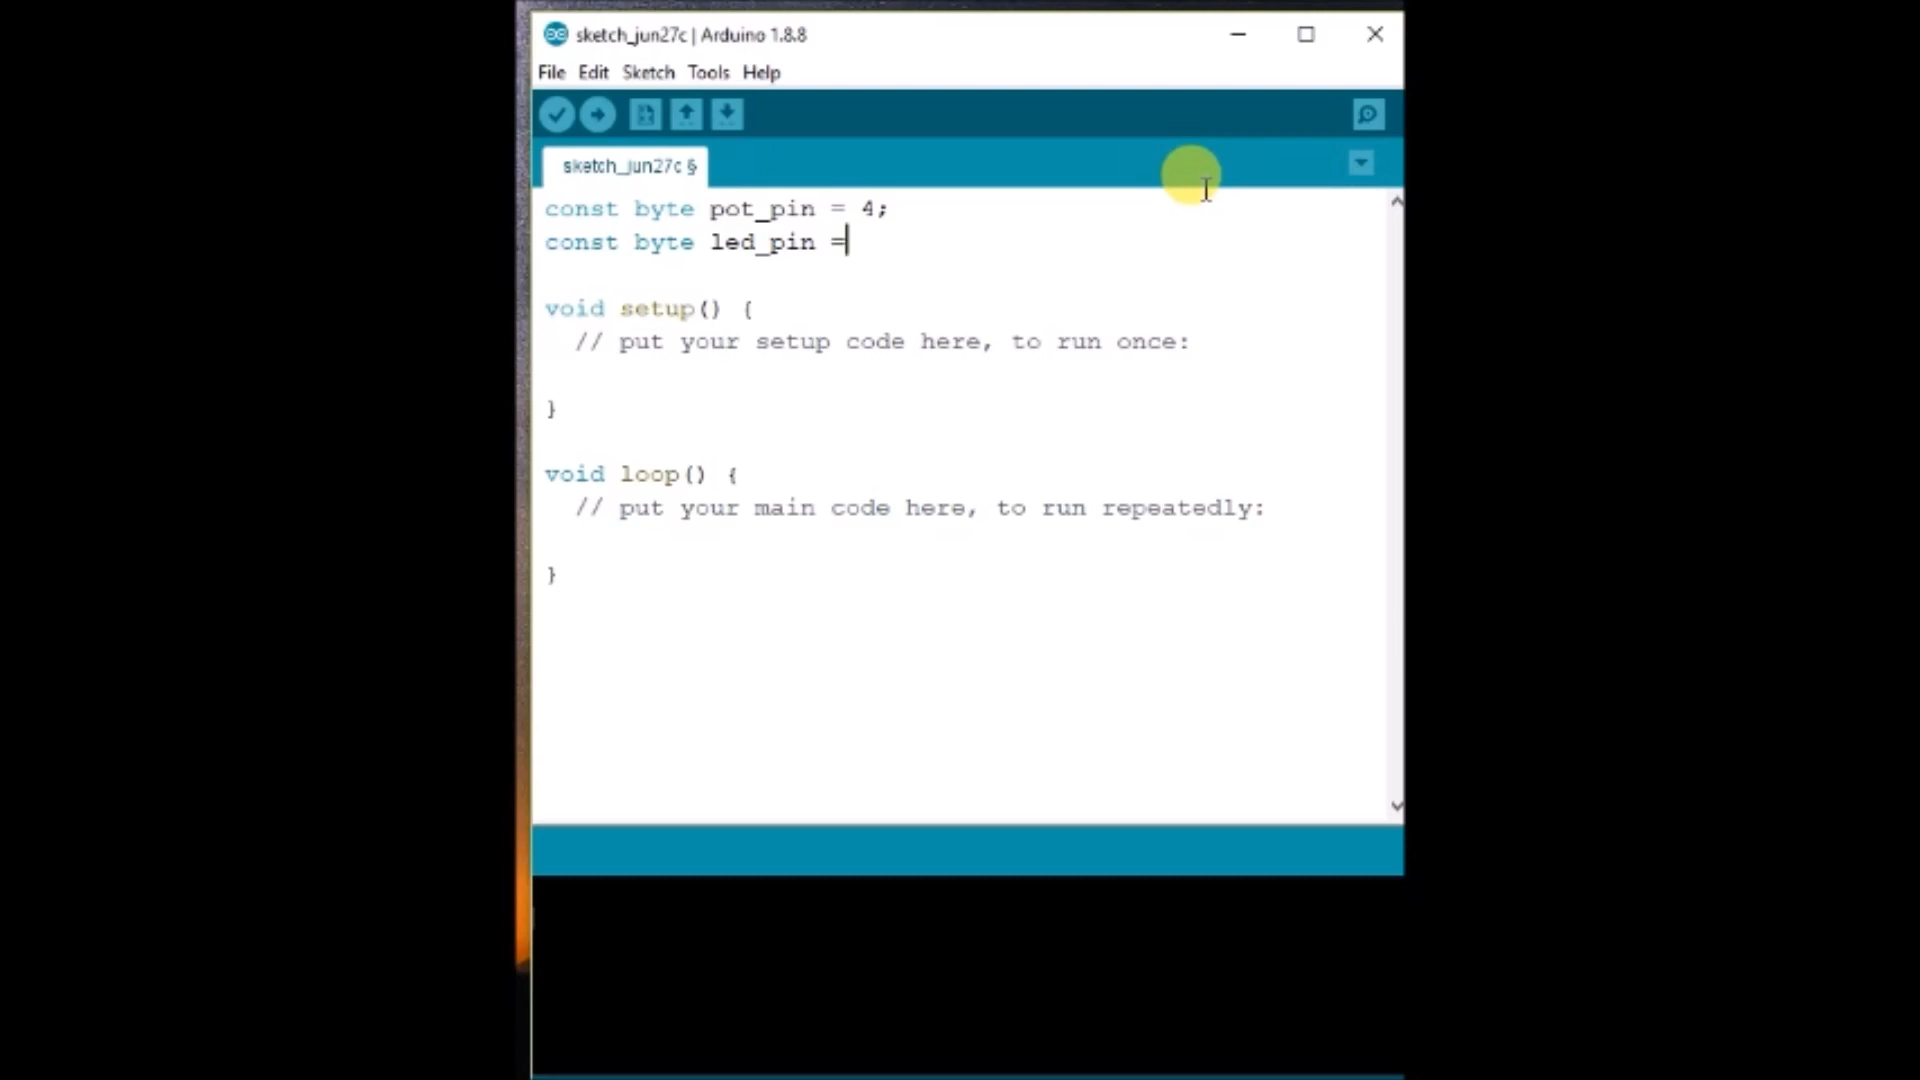 sketch_jun27c | Arduino 1.8.8
File Edit Sketch Tools Help
sketch_jun27c §
const byte pot_pin = 4;
const byte led_pin =
void setup() {
// put your setup code here, to run once:
}
void loop() {
// put your main code here, to run repeatedly:
}